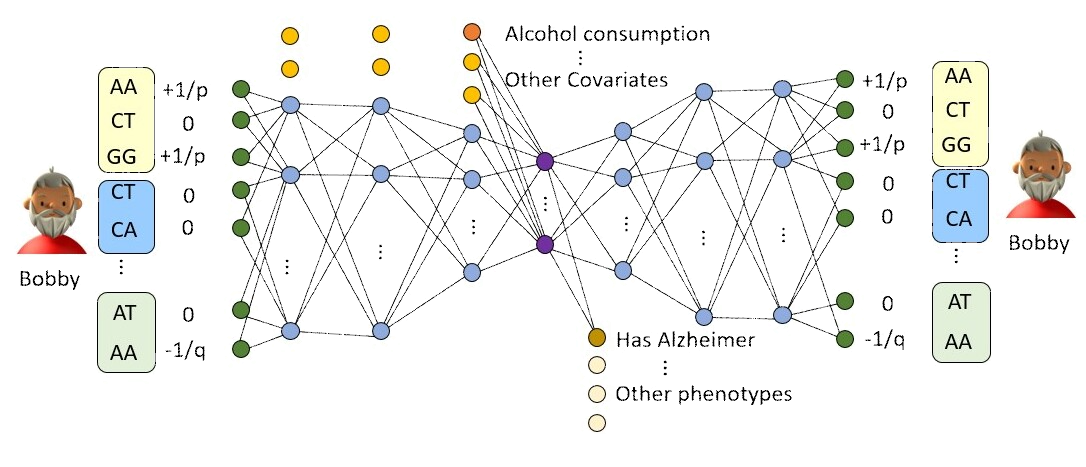 Alcohol consumption
⋮
Other Covariates
AA
+1/p
CT
0
GG
+1/p
CT
0
CA
0
⋮
AT
0
AA
-1/q
Bobby
⋮
⋮
⋮
⋮
⋮
⋮
⋮
Has Alzheimer
⋮
Other phenotypes
+1/p
AA
0
CT
+1/p
GG
0
CT
0
CA
⋮
0
AT
-1/q
AA
Bobby